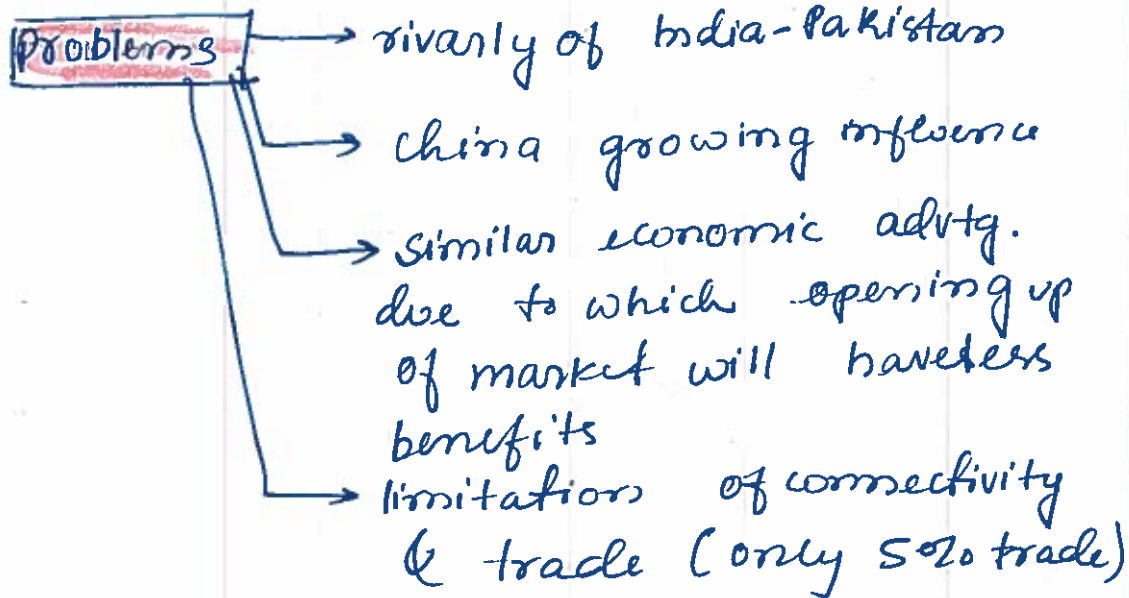 Problems
rivarly of India-Pakistan
china growing influence
similar economic advtg.
due to which opening up
of market will have less
benefits
limitation of connectivity
& trade (only 5% trade)